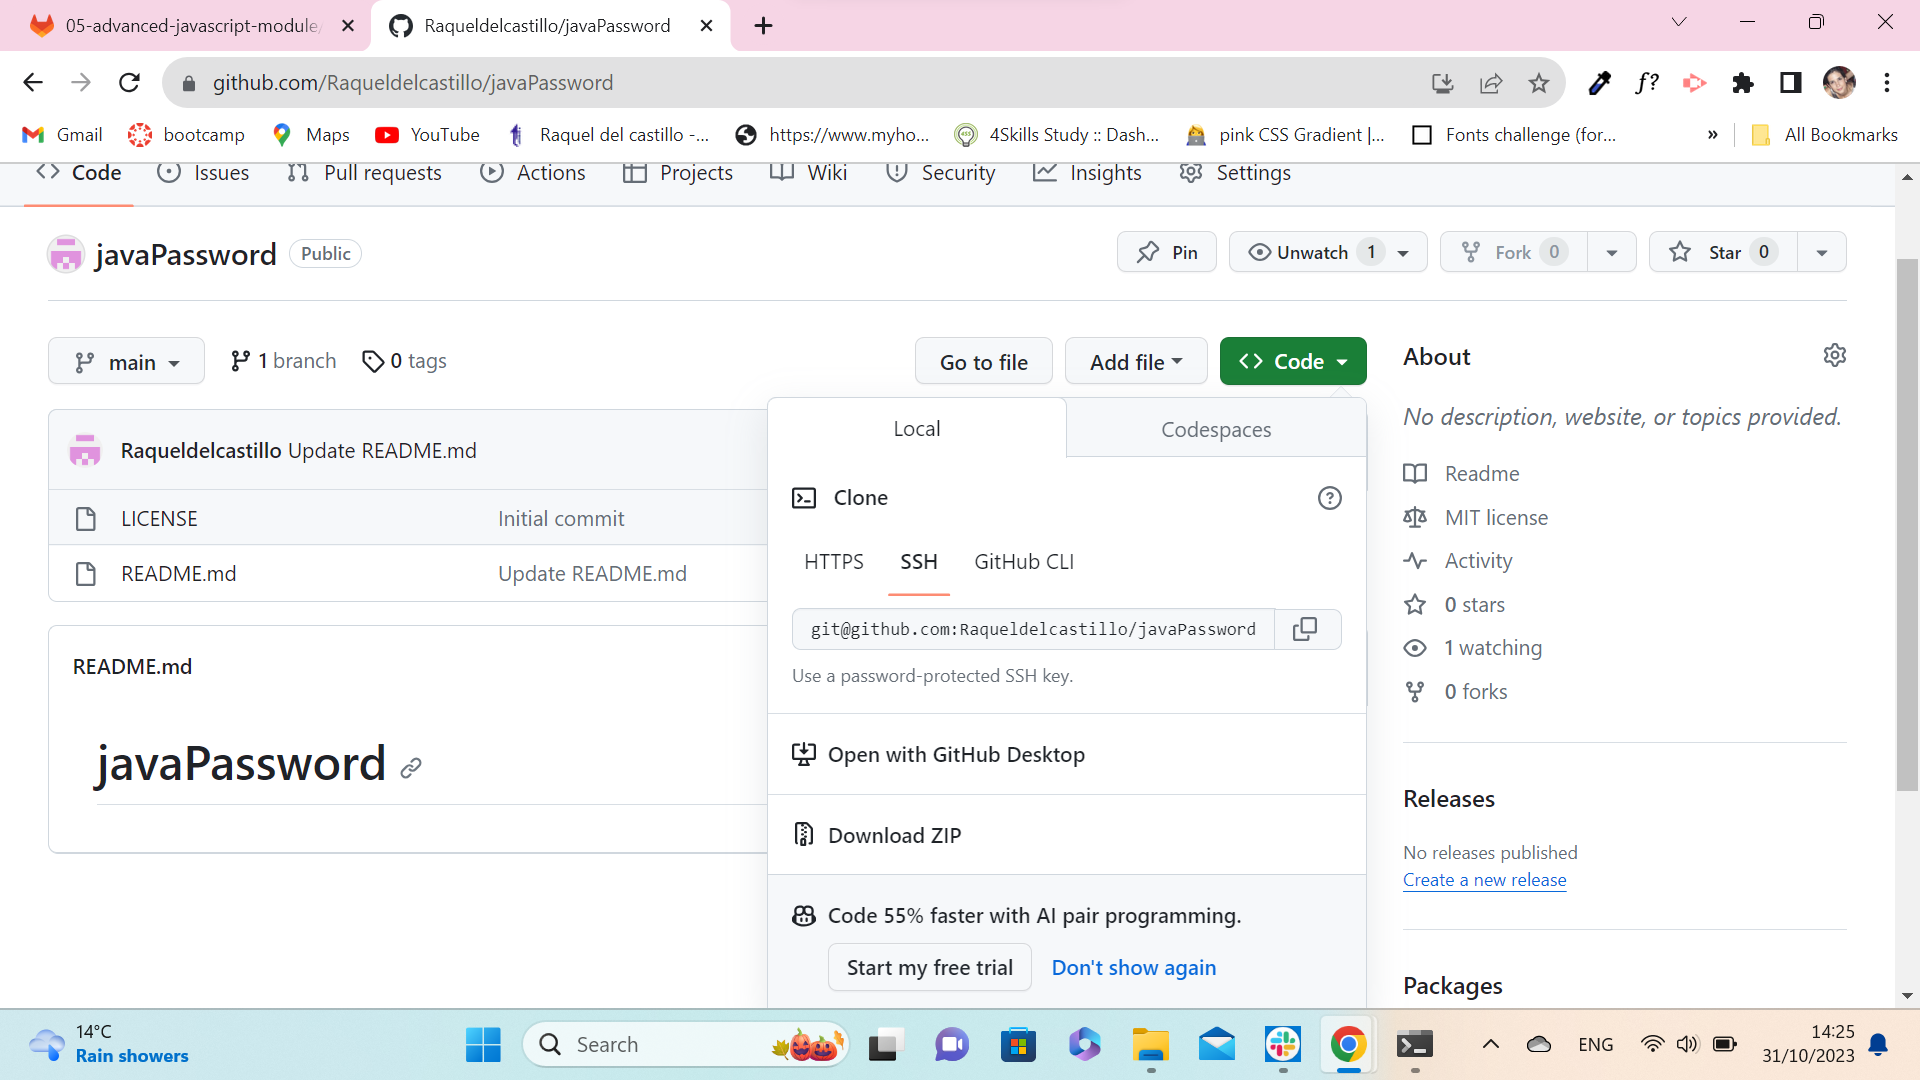 05-advanced-javascript-module/
Raqueldelcastillo/javaPassword
github.com/Raqueldelcastillo/javaPassword
f?
Gmail
bootcamp
Maps
YouTube
Raquel del castillo -...
https://www.myho...
4Skills Study :: Dash...
pink CSS Gradient |...
Fonts challenge (for...
»
All Bookmarks
Code
Issues
Pull requests
Actions
Projects
Wiki
Security
Insights
Settings
javaPassword
Public
Pin
Unwatch 1
Fork 0
Star 0
main
1 branch
0 tags
Go to file
Add file
Code
Raqueldelcastillo Update README.md
LICENSE
Initial commit
README.md
Update README.md
README.md
javaPassword
Local
Codespaces
Clone
HTTPS
SSH
GitHub CLI
git@github.com:Raqueldelcastillo/javaPassword
Use a password-protected SSH key.
Open with GitHub Desktop
Download ZIP
Code 55% faster with AI pair programming.
Start my free trial
Don't show again
About
No description, website, or topics provided.
Readme
MIT license
Activity
0 stars
1 watching
0 forks
Releases
No releases published
Create a new release
Packages
14°C
Rain showers
Search
ENG
14:25
31/10/2023